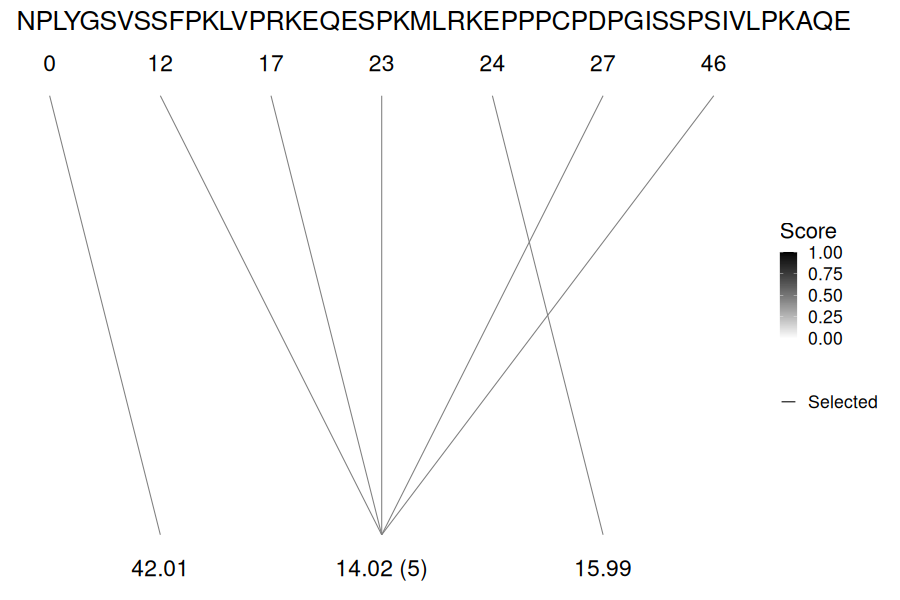 NPLYGSVSSFPKLVPRKEQESPKMLRKEPPPCPDPGISSPSIVLPKAQE
0 12 17 23 24 27 46
Score
1.00
0.75
0.50
0.25
0.00
Selected
42.01 14.02 (5) 15.99